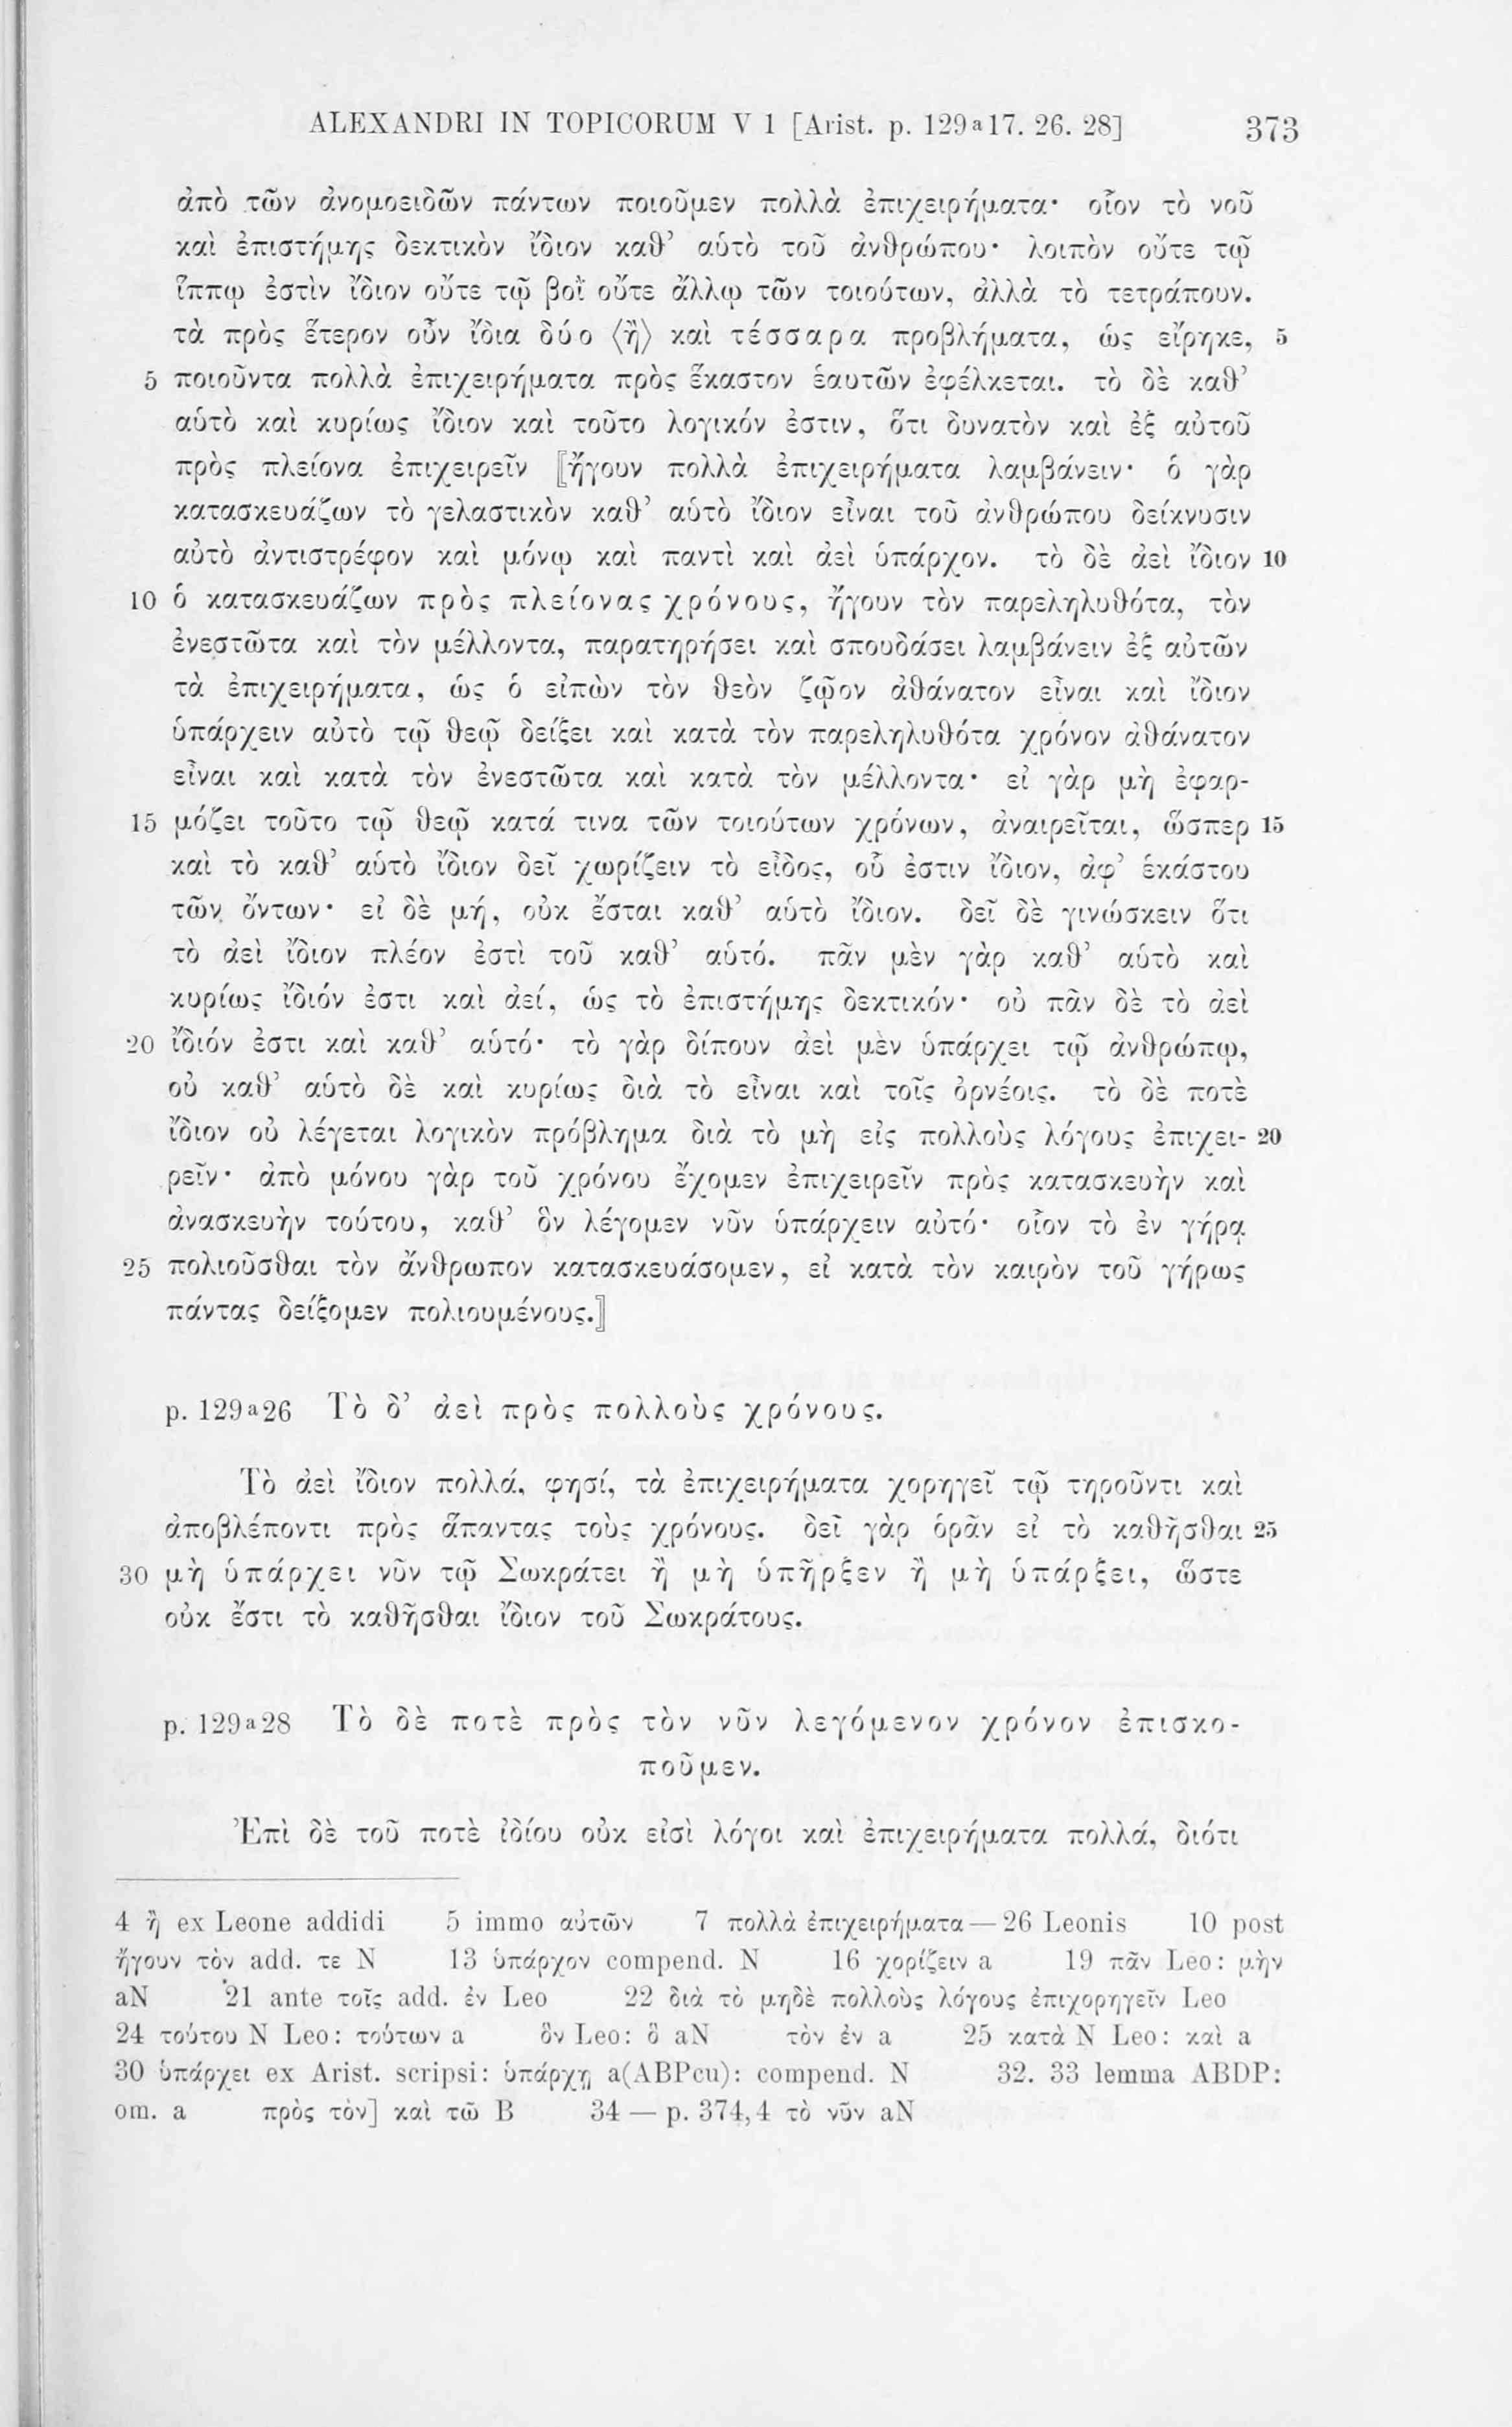 ALEXANDRI IN TOPICORUM V 1 [Arist. p. 129a17. 26. 28] 373
ἀπὸ τῶν ἀνομοειδῶν πάντων ποιοῦμεν πολλὰ ἐπιχειρήματα· οἷον τὸ νοῦ
καὶ ἐπιστήμης δεκτικὸν ἴδιον καθ’ αὑτὸ τοῦ ἀνθρώπου· λοιπὸν οὔτε τῷ
ἵππῳ ἐστὶν ἴδιον οὔτε τῷ βοῒ οὔτε ἄλλῳ τῶν τοιούτων, ἀλλὰ τὸ τετράπουν.
τὰ πρὸς ἕτερον οὖν ἴδια δύο ⟨ἢ⟩ καὶ τέσσαρα προβλήματα, ὡς εἴρηκε, 5
5 ποιοῦντα πολλὰ ἐπιχειρήματα πρὸς ἕκαστον ἑαυτῶν ἐφέλκεται. τὸ δὲ καθ’
αὑτὸ καὶ κυρίως ἴδιον καὶ τοῦτο λογικόν ἐστιν, ὅτι δυνατὸν καὶ ἐξ αὐτοῦ
πρὸς πλείονα ἐπιχειρεῖν ⟦ἤγουν πολλὰ ἐπιχειρήματα λαμβάνειν· ὁ γὰρ
κατασκευάζων τὸ γελαστικὸν καθ’ αὑτὸ ἴδιον εἶναι τοῦ ἀνθρώπου δείκνυσιν
αὐτὸ ἀντιστρέφον καὶ μόνῳ καὶ παντὶ καὶ ἀεὶ ὑπάρχον. τὸ δὲ ἀεὶ ἴδιον 10
10 ὁ κατασκευάζων πρὸς πλείονας χρόνους, ἤγουν τὸν παρεληλυθότα, τὸν
ἐνεστῶτα καὶ τὸν μέλλοντα, παρατηρήσει καὶ σπουδάσει λαμβάνειν ἐξ αὐτῶν
τὰ ἐπιχειρήματα, ὡς ὁ εἰπὼν τὸν θεὸν ζῷον ἀθάνατον εἶναι καὶ ἴδιον
ὑπάρχειν αὐτὸ τῷ θεῷ δείξει καὶ κατὰ τὸν παρεληλυθότα χρόνον ἀθάνατον
εἶναι καὶ κατὰ τὸν ἐνεστῶτα καὶ κατὰ τὸν μέλλοντα· εἰ γὰρ μὴ ἐφαρ-
15 μόζει τοῦτο τῷ θεῷ κατά τινα τῶν τοιούτων χρόνων, ἀναιρεῖται, ὥσπερ 15
καὶ τὸ καθ’ αὑτὸ ἴδιον δεῖ χωρίζειν τὸ εἶδος, οὗ ἐστιν ἴδιον, ἀφ’ ἑκάστου
τῶν ὄντων· εἰ δὲ μή, οὐκ ἔσται καθ’ αὑτὸ ἴδιον. δεῖ δὲ γινώσκειν ὅτι
τὸ ἀεὶ ἴδιον πλέον ἐστὶ τοῦ καθ’ αὑτό. πᾶν μὲν γὰρ καθ’ αὑτὸ καὶ
κυρίως ἴδιόν ἐστι καὶ ἀεί, ὡς τὸ ἐπιστήμης δεκτικόν· οὐ πᾶν δὲ τὸ ἀεὶ
20 ἴδιόν ἐστι καὶ καθ’ αὑτό· τὸ γὰρ δίπουν ἀεὶ μὲν ὑπάρχει τῷ ἀνθρώπῳ,
οὐ καθ’ αὑτὸ δὲ καὶ κυρίως διὰ τὸ εἶναι καὶ τοῖς ὀρνέοις. τὸ δὲ ποτὲ
ἴδιον οὐ λέγεται λογικὸν πρόβλημα διὰ τὸ μὴ εἰς πολλοὺς λόγους ἐπιχει- 20
ρεῖν· ἀπὸ μόνου γὰρ τοῦ χρόνου ἔχομεν ἐπιχειρεῖν πρὸς κατασκευὴν καὶ
ἀνασκευὴν τούτου, καθ’ ὃν λέγομεν νῦν ὑπάρχειν αὐτό· οἷον τὸ ἐν γήρᾳ
25 πολιοῦσθαι τὸν ἄνθρωπον κατασκευάσομεν, εἰ κατὰ τὸν καιρὸν τοῦ γήρως
πάντας δείξομεν πολιουμένους.⟧
p. 129a26 Τὸ δ’ ἀεὶ πρὸς πολλοὺς χρόνους.
Τὸ ἀεὶ ἴδιον πολλά, φησί, τὰ ἐπιχειρήματα χορηγεῖ τῷ τηροῦντι καὶ
ἀποβλέποντι πρὸς ἅπαντας τοὺς χρόνους. δεῖ γὰρ ὁρᾶν εἰ τὸ καθῆσθαι 25
30 μὴ ὑπάρχει νῦν τῷ Σωκράτει ἢ μὴ ὑπῆρξεν ἢ μὴ ὑπάρξει, ὥστε
οὐκ ἔστι τὸ καθῆσθαι ἴδιον τοῦ Σωκράτους.
p. 129a28 Τὸ δὲ ποτὲ πρὸς τὸν νῦν λεγόμενον χρόνον ἐπισκο-
ποῦμεν.
Ἐπὶ δὲ τοῦ ποτὲ ἰδίου οὐκ εἰσὶ λόγοι καὶ ἐπιχειρήματα πολλά, διότι
4 ἢ ex Leone addidi 5 immo αὐτῶν 7 πολλὰ ἐπιχειρήματα — 26 Leonis 10 post
ἤγουν τὸν add. τε N 13 ὑπάρχον compend. N 16 χορίζειν a 19 πᾶν Leo: μὴν
aN 21 ante τοῖς add. ἐν Leo 22 διὰ τὸ μηδὲ πολλοὺς λόγους ἐπιχορηγεῖν Leo
24 τούτου N Leo: τούτων a ὃν Leo: ὃ aN τὸν ἐν a 25 κατὰ N Leo: καὶ a
30 ὑπάρχει ex Arist. scripsi: ὑπάρχῃ a(ABPcu): compend. N 32. 33 lemma ABDP:
om. a πρὸς τὸν] καὶ τῶ B 34 — p. 374,4 τὸ νῦν aN